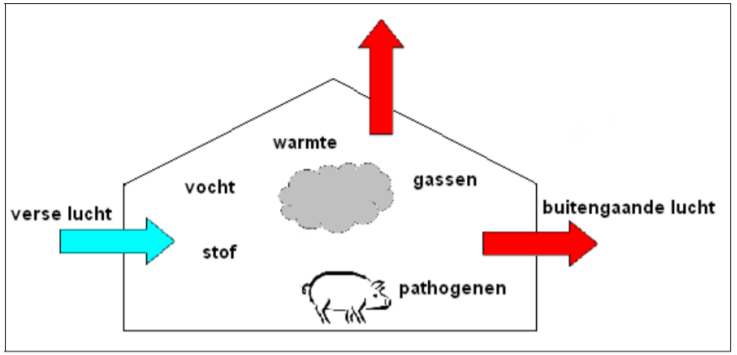 warmte
vocht
gassen
verse lucht
buitengaande lucht
stof
pathogenen